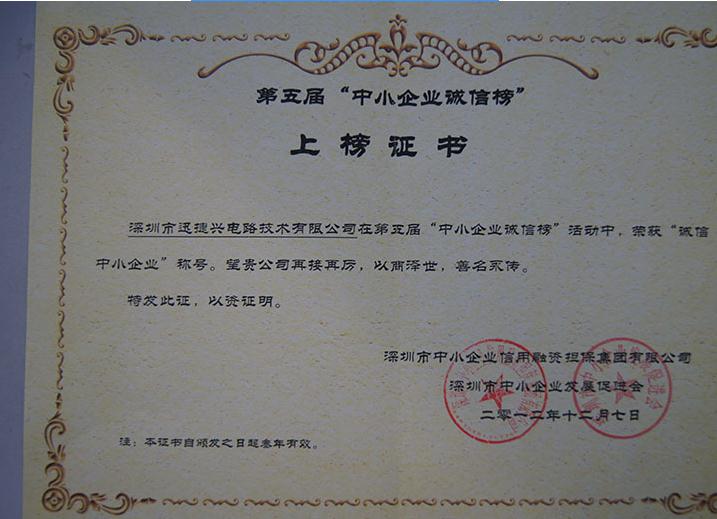 第五届“中小企业诚信榜”
上榜证书
深圳市迅捷兴电路技术有限公司在第五届“中小企业诚信榜”活动中，荣获“诚信
中小企业”称号。望贵公司再接再厉，以商泽世，善名永传。
特发此证，以资证明。
深圳市中小企业信用融资担保集团有限公司
深圳市中小企业发展促进会
二零一二年十二月七日
注：本证书自颁发之日起叁年有效。